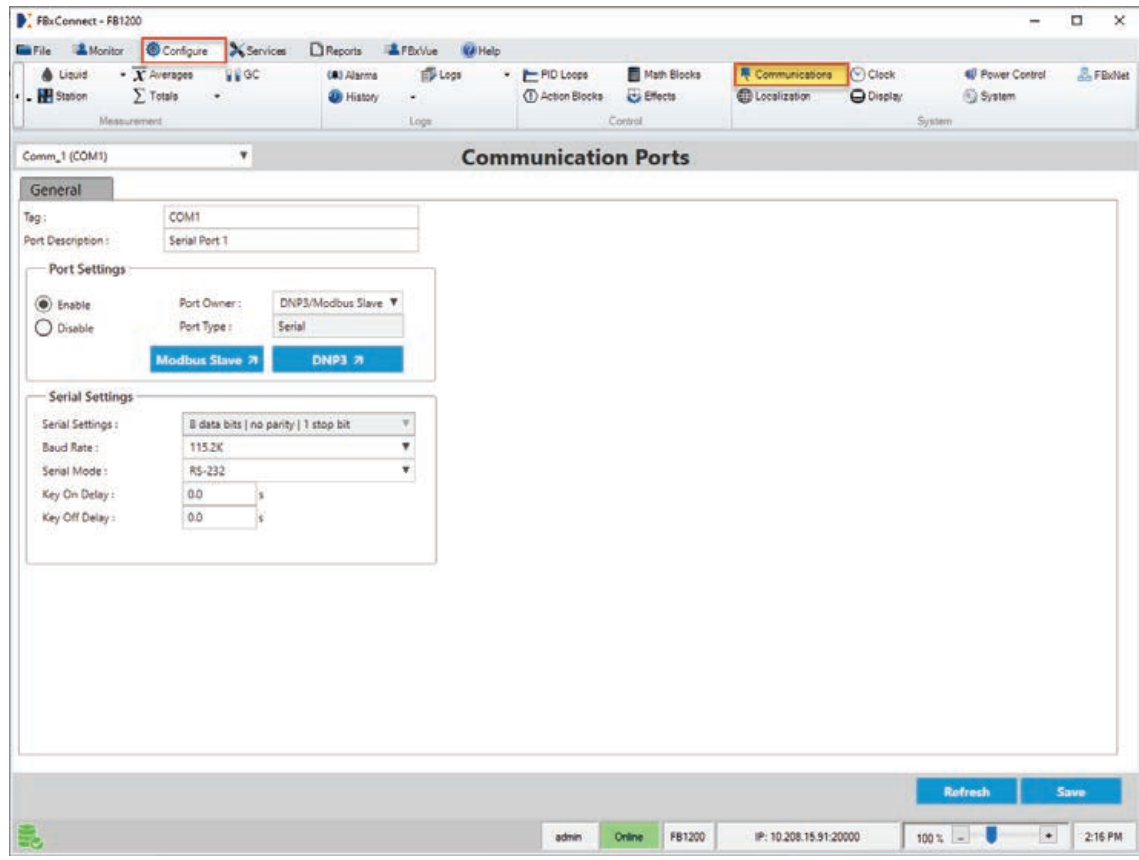 FBxConnect - FB1200
File Monitor Configure Services Reports FBxVue Help
Liquid Averages GC Alarms Logs PID Loops Math Blocks Communications Clock Power Control FBxNet
Station Totals History Action Blocks Effects Localization Display System
Measurement Logs Control System
Comm_1 (COM1) Communication Ports
General
Tag : COM1
Port Description : Serial Port 1
Port Settings
Enable Port Owner : DNP3/Modbus Slave
Disable Port Type : Serial
Modbus Slave DNP3
Serial Settings
Serial Settings : 8 data bits | no parity | 1 stop bit
Baud Rate : 115.2K
Serial Mode : RS-232
Key On Delay : 0.0 s
Key Off Delay : 0.0 s
Refresh Save
admin Online FB1200 IP: 10.208.15.91:20000 100 % - + 2:16 PM